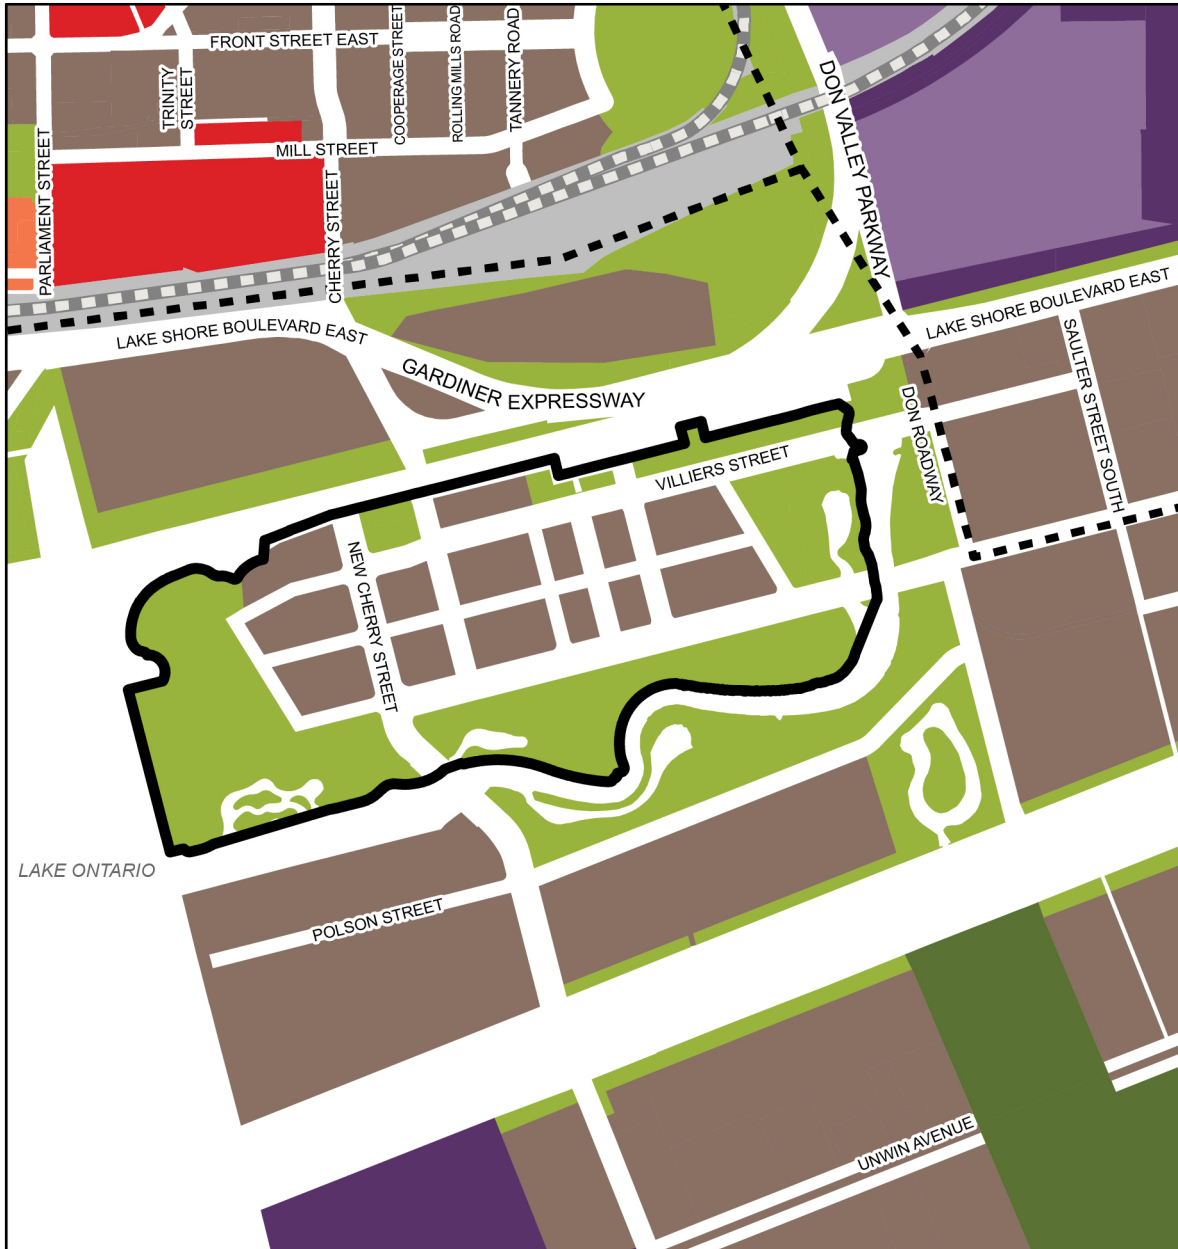 FRONT STREET EAST
TRINITY
STREET
COOPERAGE STREET
ROLLING MILLS ROAD
TANNERY ROAD
DON VALLEY PARKWAY
MILL STREET
PARLIAMENT STREET
CHERRY STREET
LAKE SHORE BOULEVARD EAST
LAKE SHORE BOULEVARD EAST
SAULTER STREET SOUTH
GARDINER EXPRESSWAY
DON ROADWAY
VILLIERS STREET
NEW CHERRY STREET
LAKE ONTARIO
POLSON STREET
UNWIN AVENUE